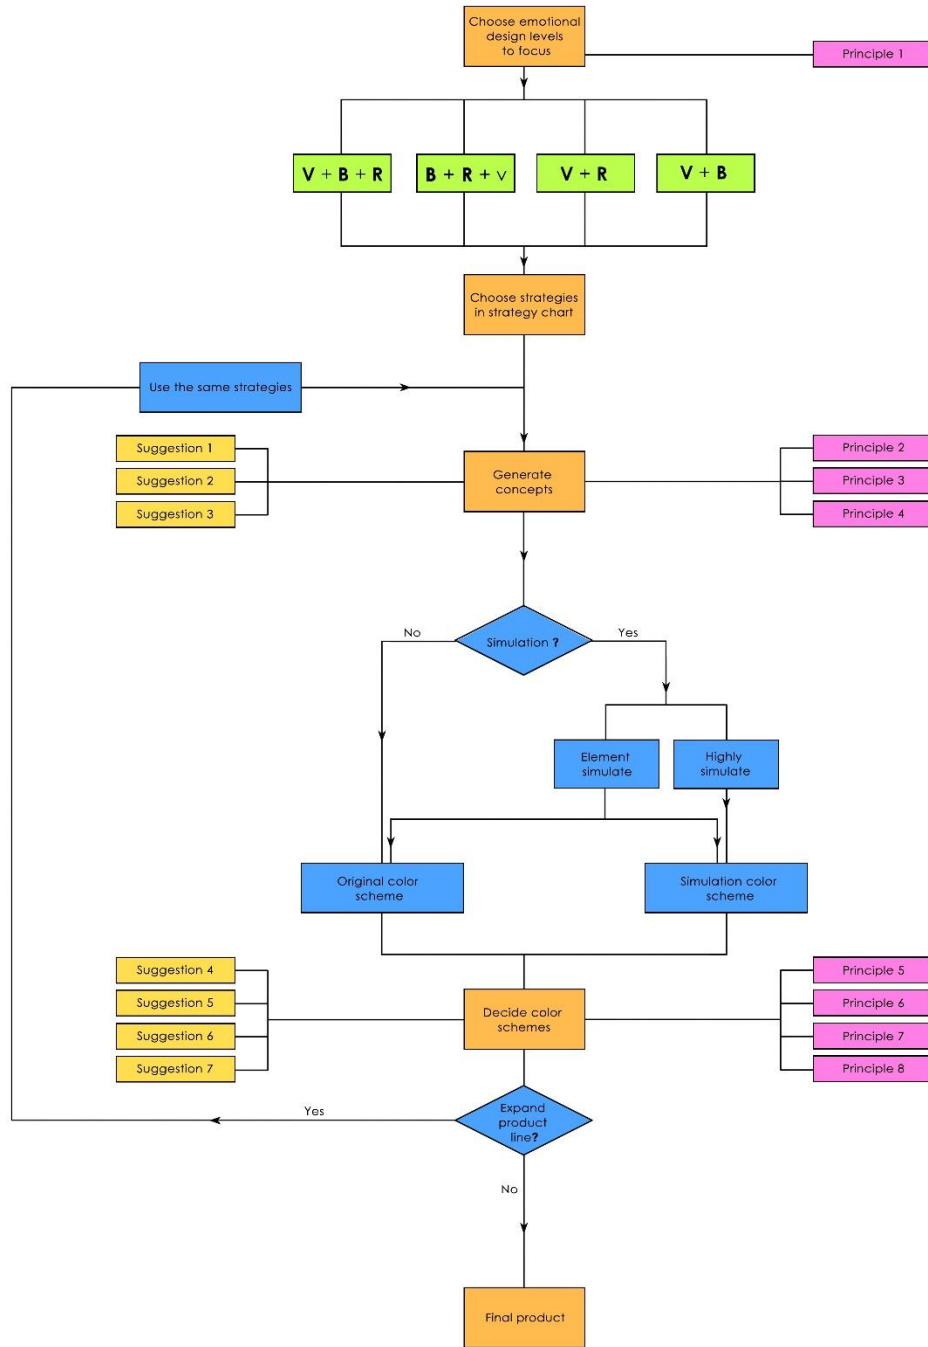 Choose emotional
design levels
to focus
Principle 1
V + B + R
B + R + v
V + R
V + B
Choose strategies
in strategy chart
Use the same strategies
Suggestion 1
Suggestion 2
Suggestion 3
Generate
concepts
Principle 2
Principle 3
Principle 4
No
Simulation ?
Yes
Element
simulate
Highly
simulate
Original color
scheme
Simulation color
scheme
Suggestion 4
Suggestion 5
Suggestion 6
Suggestion 7
Decide color
schemes
Principle 5
Principle 6
Principle 7
Principle 8
Yes
Expand
product
line?
No
Final product